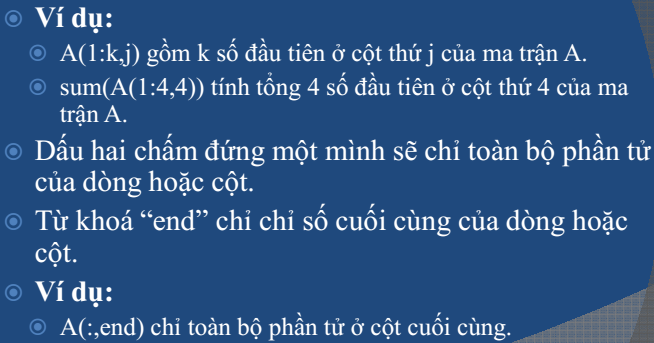 Ví dụ:
A(1:k,j) gồm k số đầu tiên ở cột thứ j của ma trận A.
sum(A(1:4,4)) tính tổng 4 số đầu tiên ở cột thứ 4 của ma
trận A.
Dấu hai chấm đứng một mình sẽ chỉ toàn bộ phần tử
của dòng hoặc cột.
Từ khoá “end” chỉ chỉ số cuối cùng của dòng hoặc
cột.
Ví dụ:
A(:,end) chỉ toàn bộ phần tử ở cột cuối cùng.